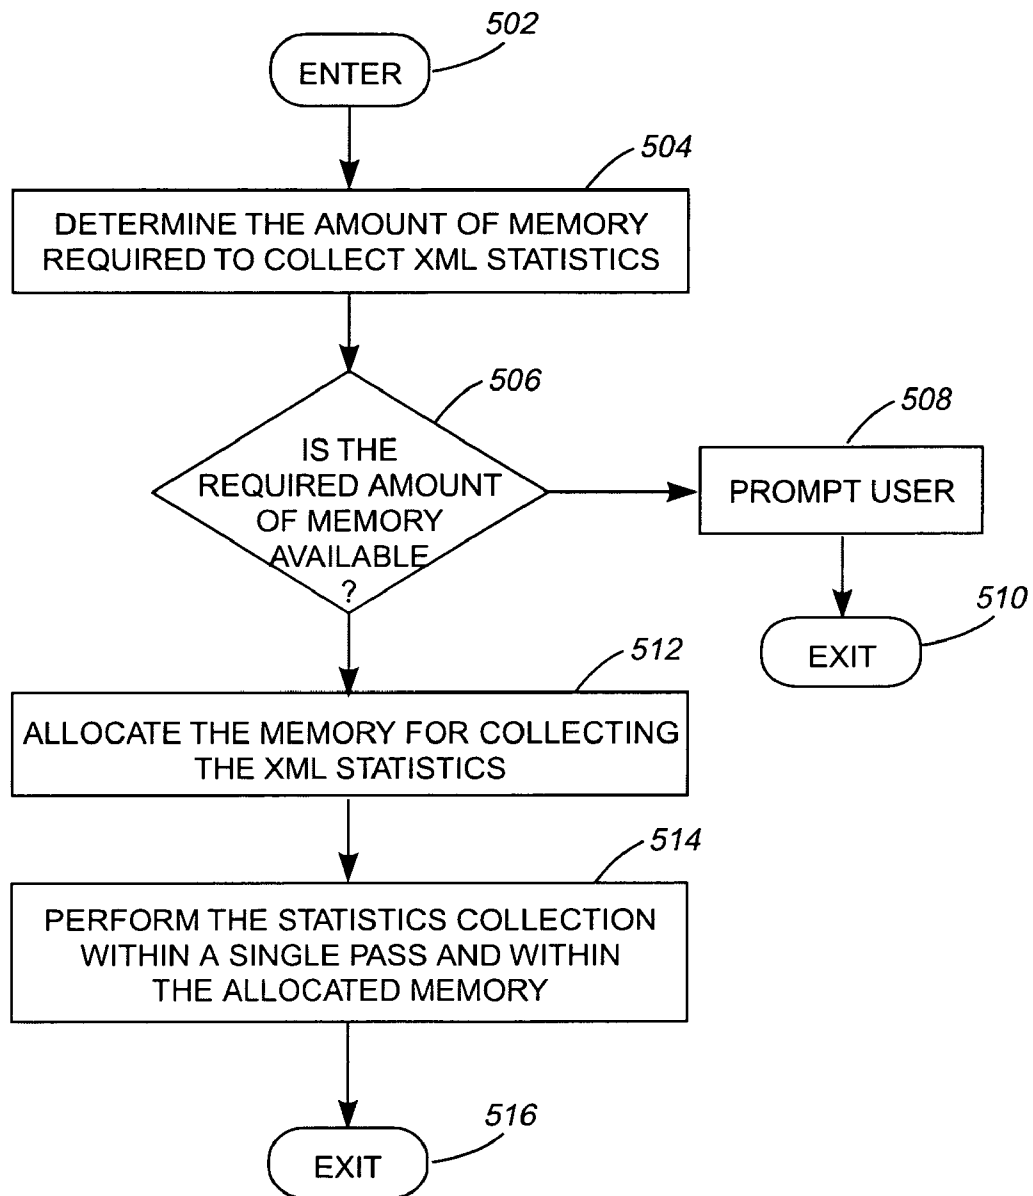 502
ENTER
504
DETERMINE THE AMOUNT OF MEMORY
REQUIRED TO COLLECT XML STATISTICS
506
IS THE
REQUIRED AMOUNT
OF MEMORY
AVAILABLE
?
508
PROMPT USER
510
EXIT
512
ALLOCATE THE MEMORY FOR COLLECTING
THE XML STATISTICS
514
PERFORM THE STATISTICS COLLECTION
WITHIN A SINGLE PASS AND WITHIN
THE ALLOCATED MEMORY
516
EXIT